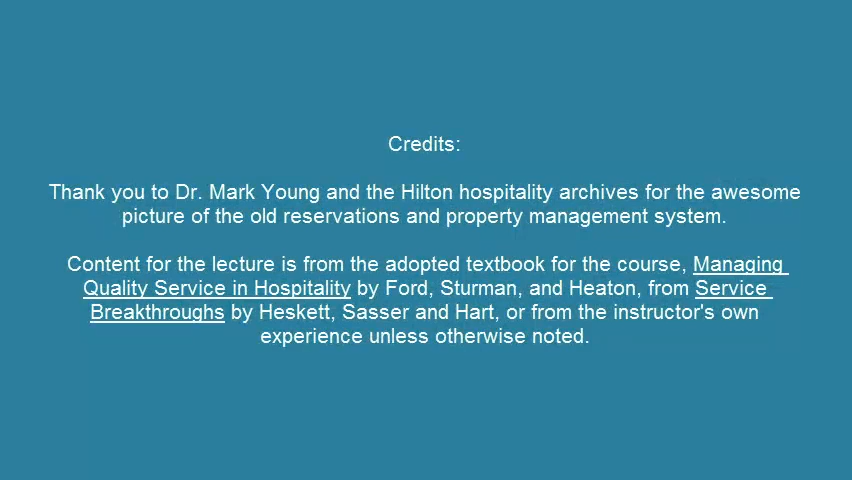 Credits:
Thank you to Dr. Mark Young and the Hilton hospitality archives for the awesome
picture of the old reservations and property management system.
Content for the lecture is from the adopted textbook for the course, Managing
Quality Service in Hospitality by Ford, Sturman, and Heaton, from Service
Breakthroughs by Heskett, Sasser and Hart, or from the instructor's own
experience unless otherwise noted.